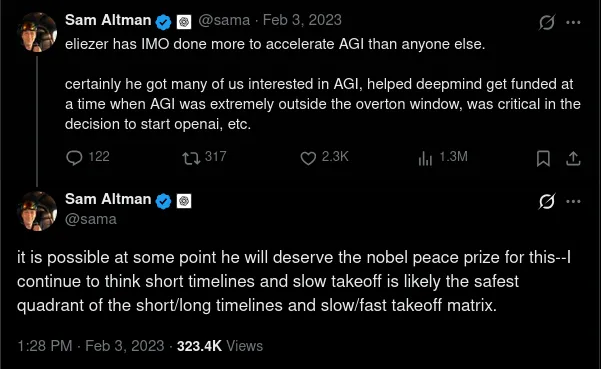 Sam Altman @sama · Feb 3, 2023
eliezer has IMO done more to accelerate AGI than anyone else.
certainly he got many of us interested in AGI, helped deepmind get funded at
a time when AGI was extremely outside the overton window, was critical in the
decision to start openai, etc.
122 317 2.3K 1.3M
Sam Altman
@sama
it is possible at some point he will deserve the nobel peace prize for this--I
continue to think short timelines and slow takeoff is likely the safest
quadrant of the short/long timelines and slow/fast takeoff matrix.
1:28 PM · Feb 3, 2023 · 323.4K Views